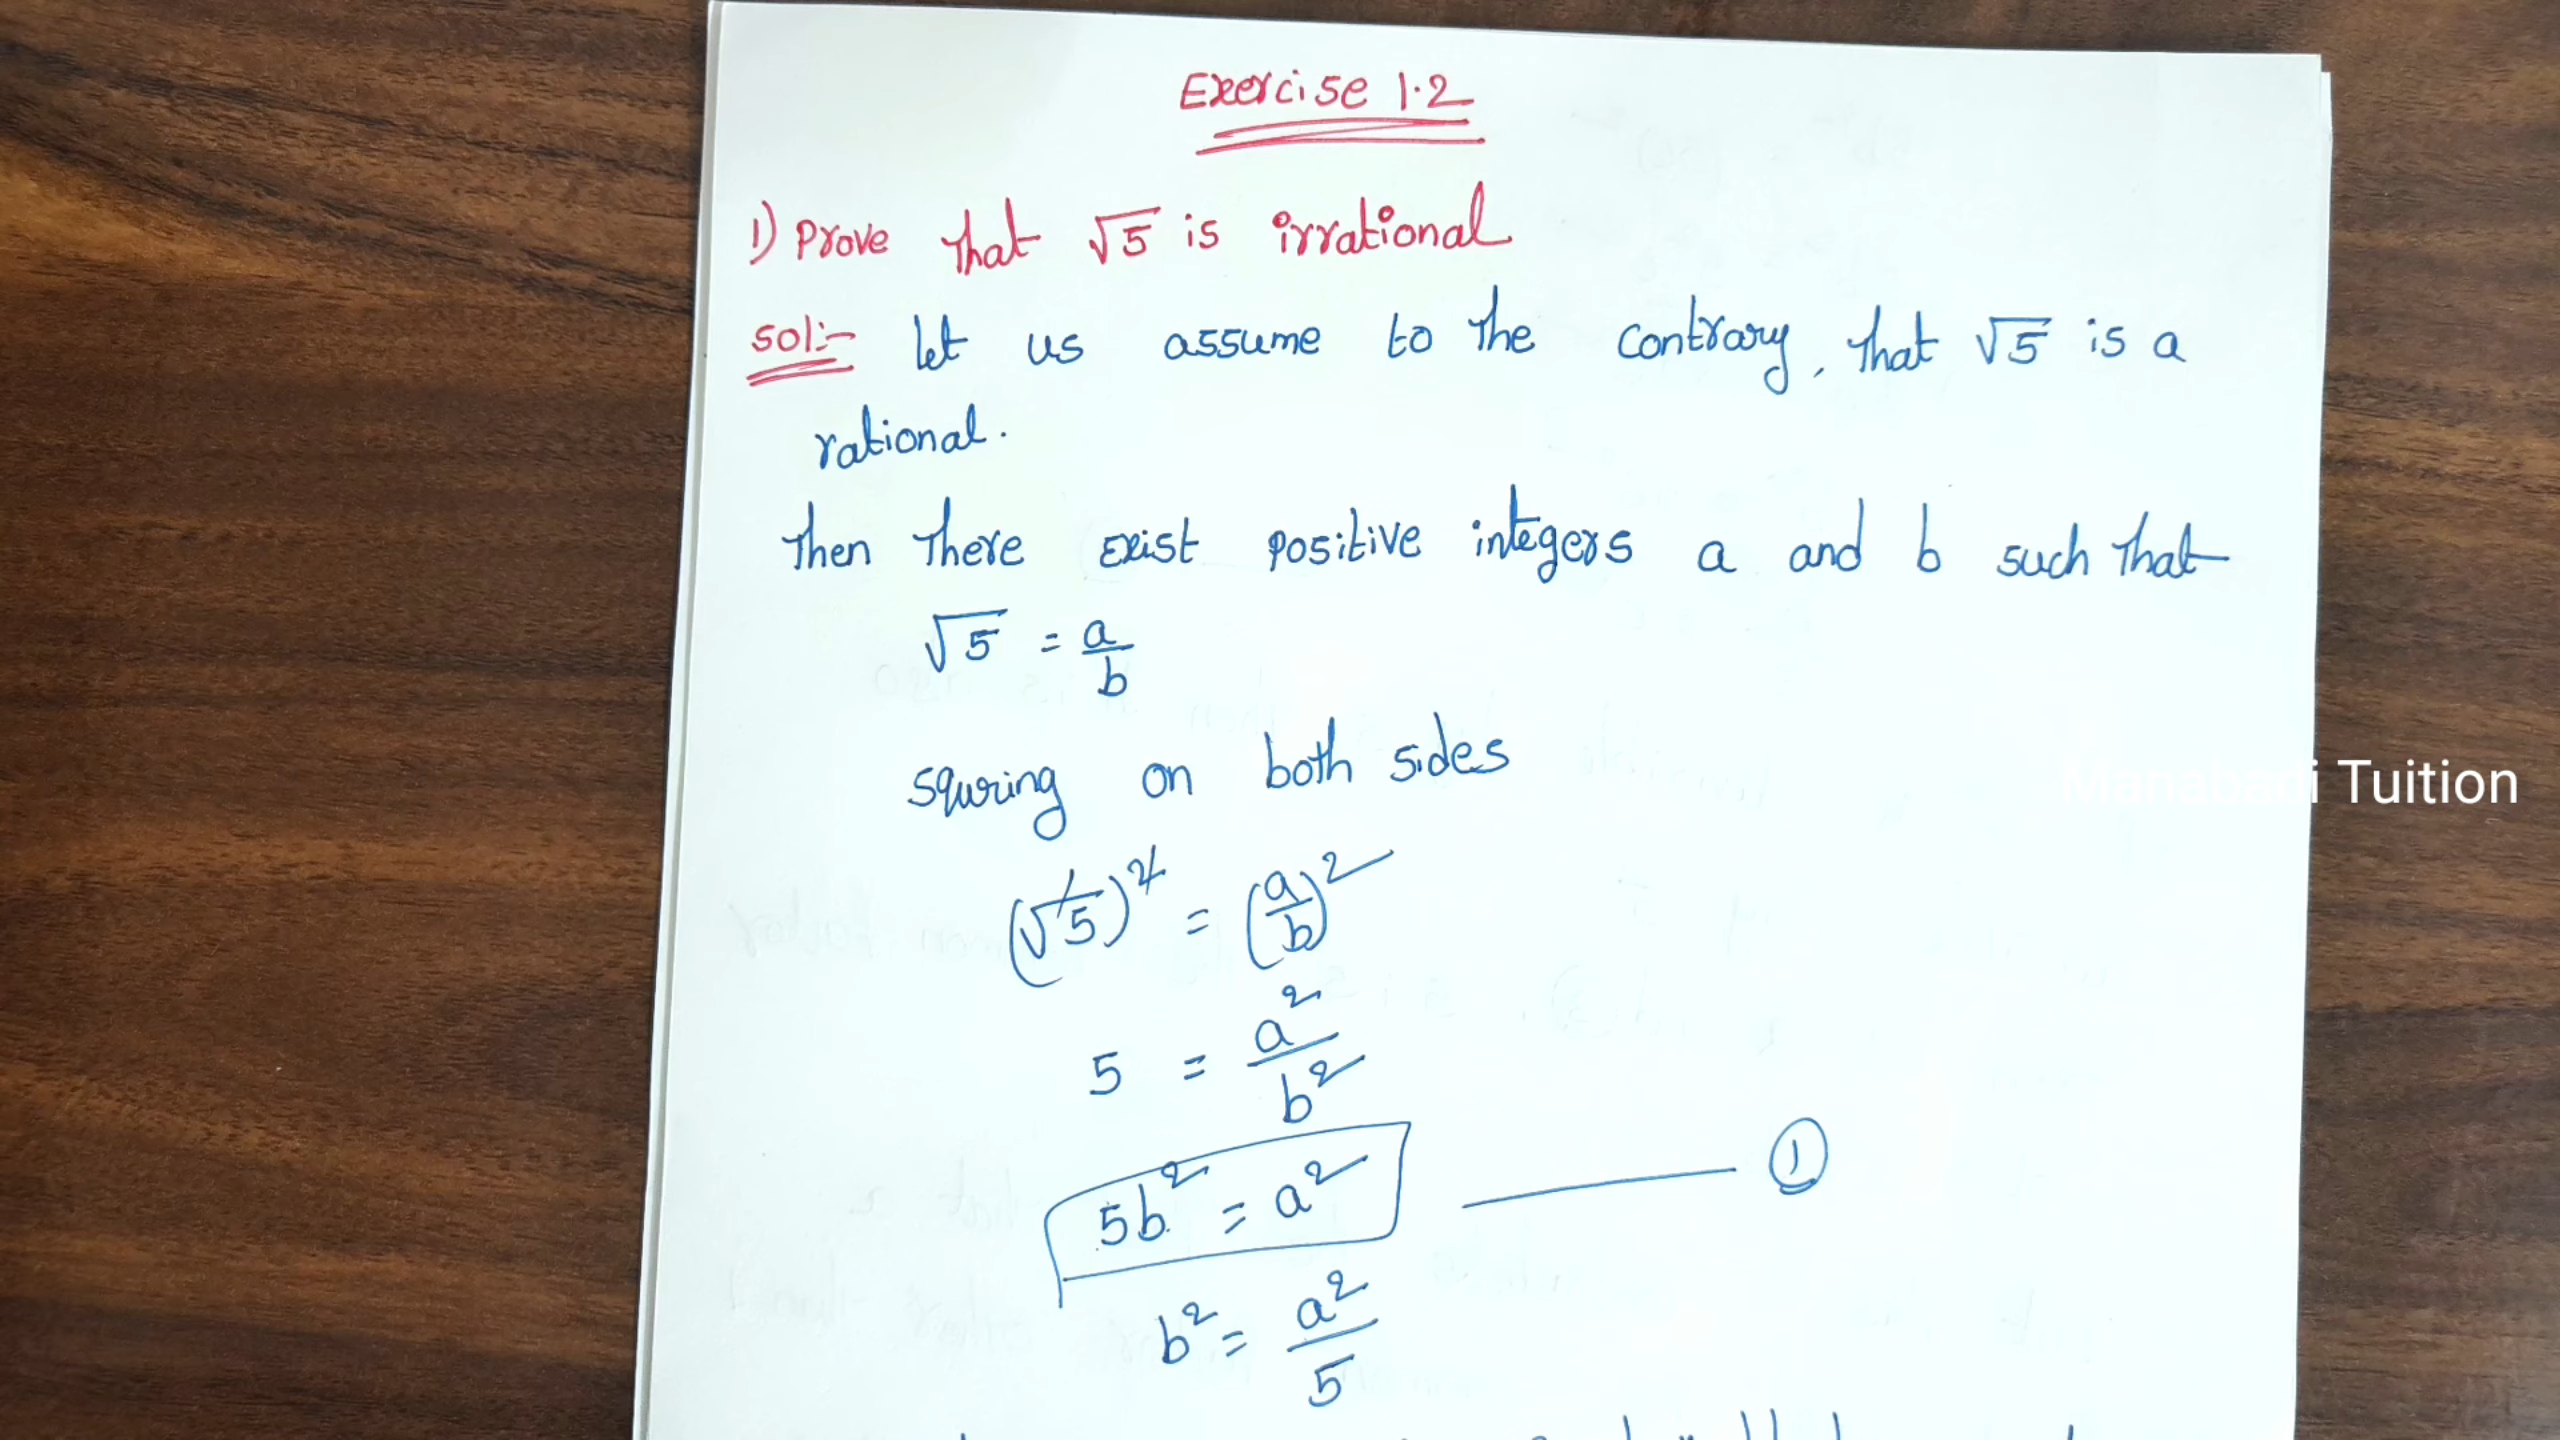 Exercise 1.2
1) Prove that √5 is irrational
Sol:- let us assume to the contrary, that √5 is a
rational.
Then there exist positive integers a and b such that
√5 = a/b
squring on both sides
(√5)² = (a/b)²
5 = a²/b²
5b² = a² ——— ①
b² = a²/5
Manabadi Tuition